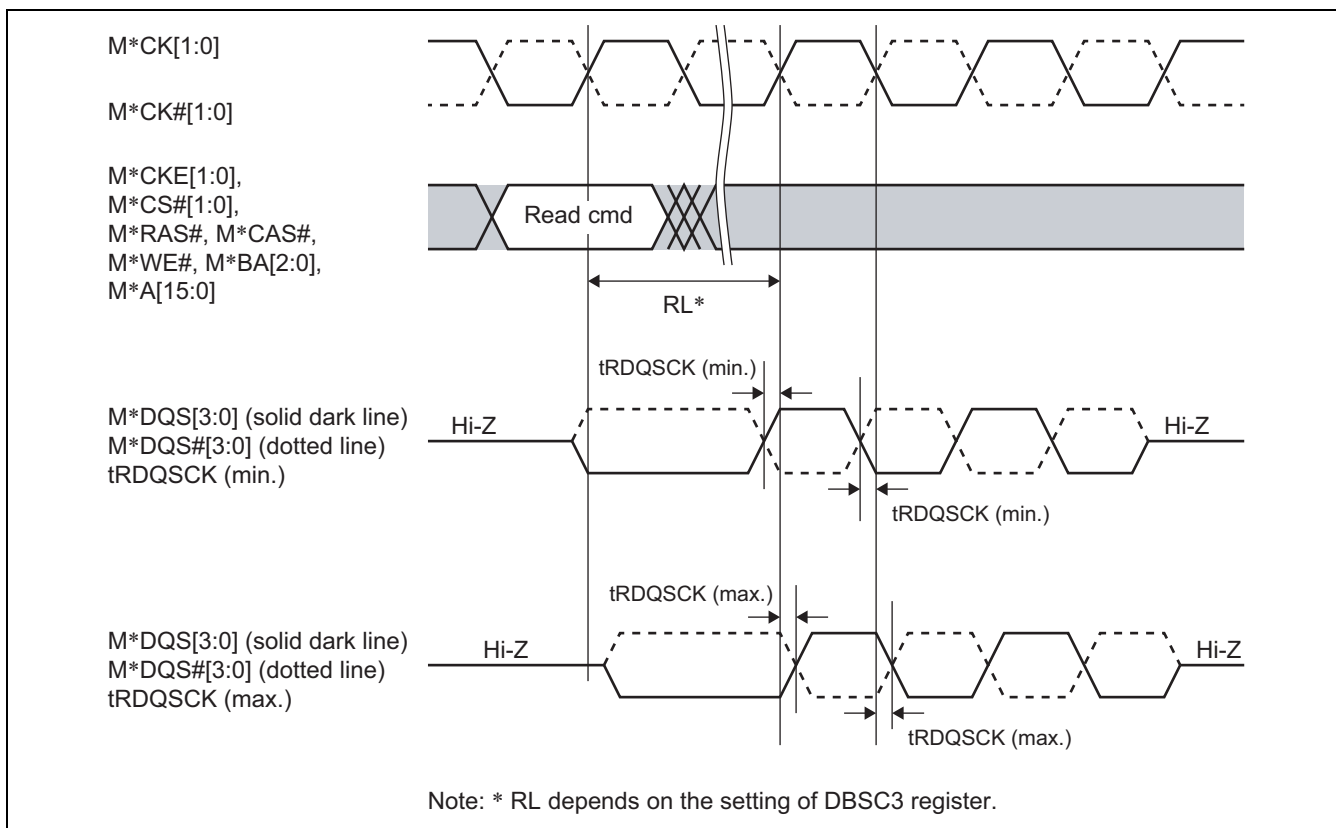 M*CK[1:0]
M*CK#[1:0]
M*CKE[1:0],
M*CS#[1:0],
M*RAS#, M*CAS#,
M*WE#, M*BA[2:0],
M*A[15:0]
Read cmd
RL*
tRDQSCK (min.)
M*DQS[3:0] (solid dark line)
M*DQS#[3:0] (dotted line)
tRDQSCK (min.)
Hi-Z
Hi-Z
tRDQSCK (min.)
tRDQSCK (max.)
M*DQS[3:0] (solid dark line)
M*DQS#[3:0] (dotted line)
tRDQSCK (max.)
Hi-Z
Hi-Z
tRDQSCK (max.)
Note: * RL depends on the setting of DBSC3 register.